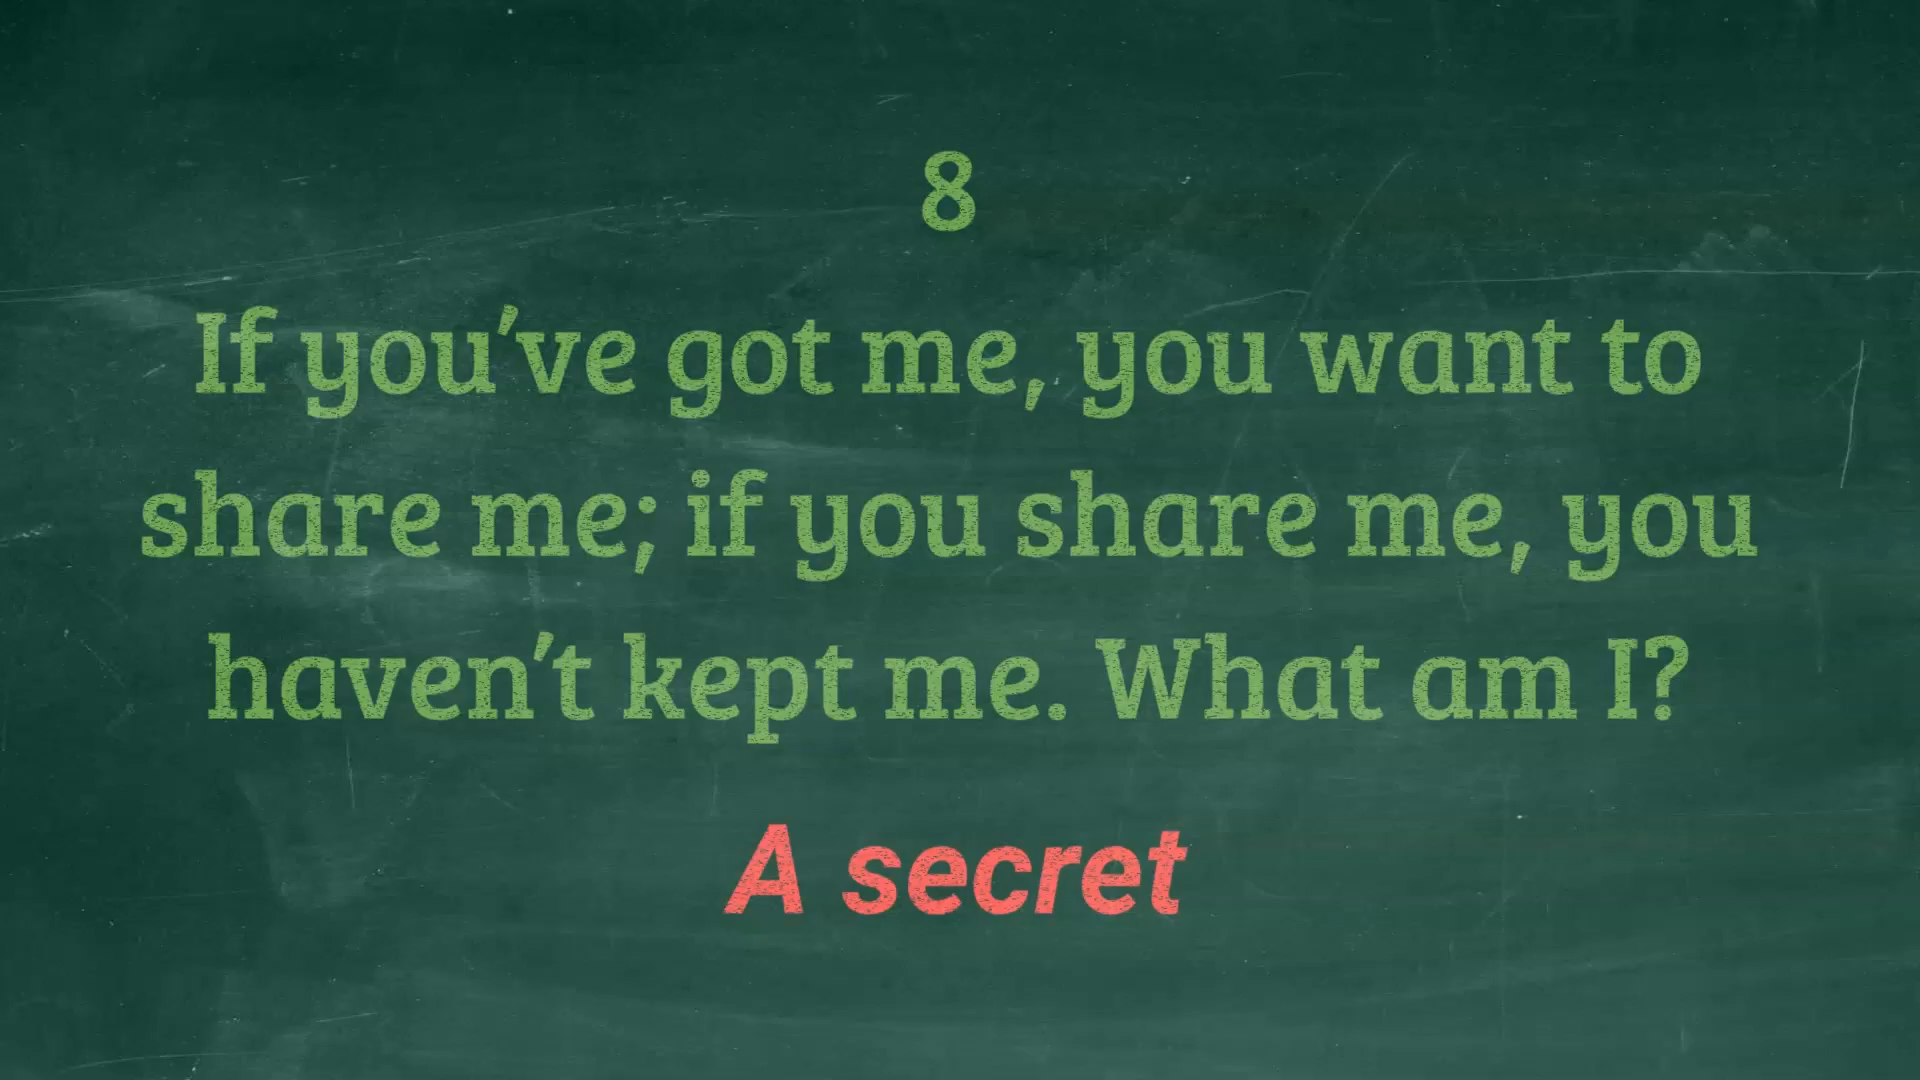 8
If you’ve got me, you want to
share me; if you share me, you
haven’t kept me. What am I?
A secret